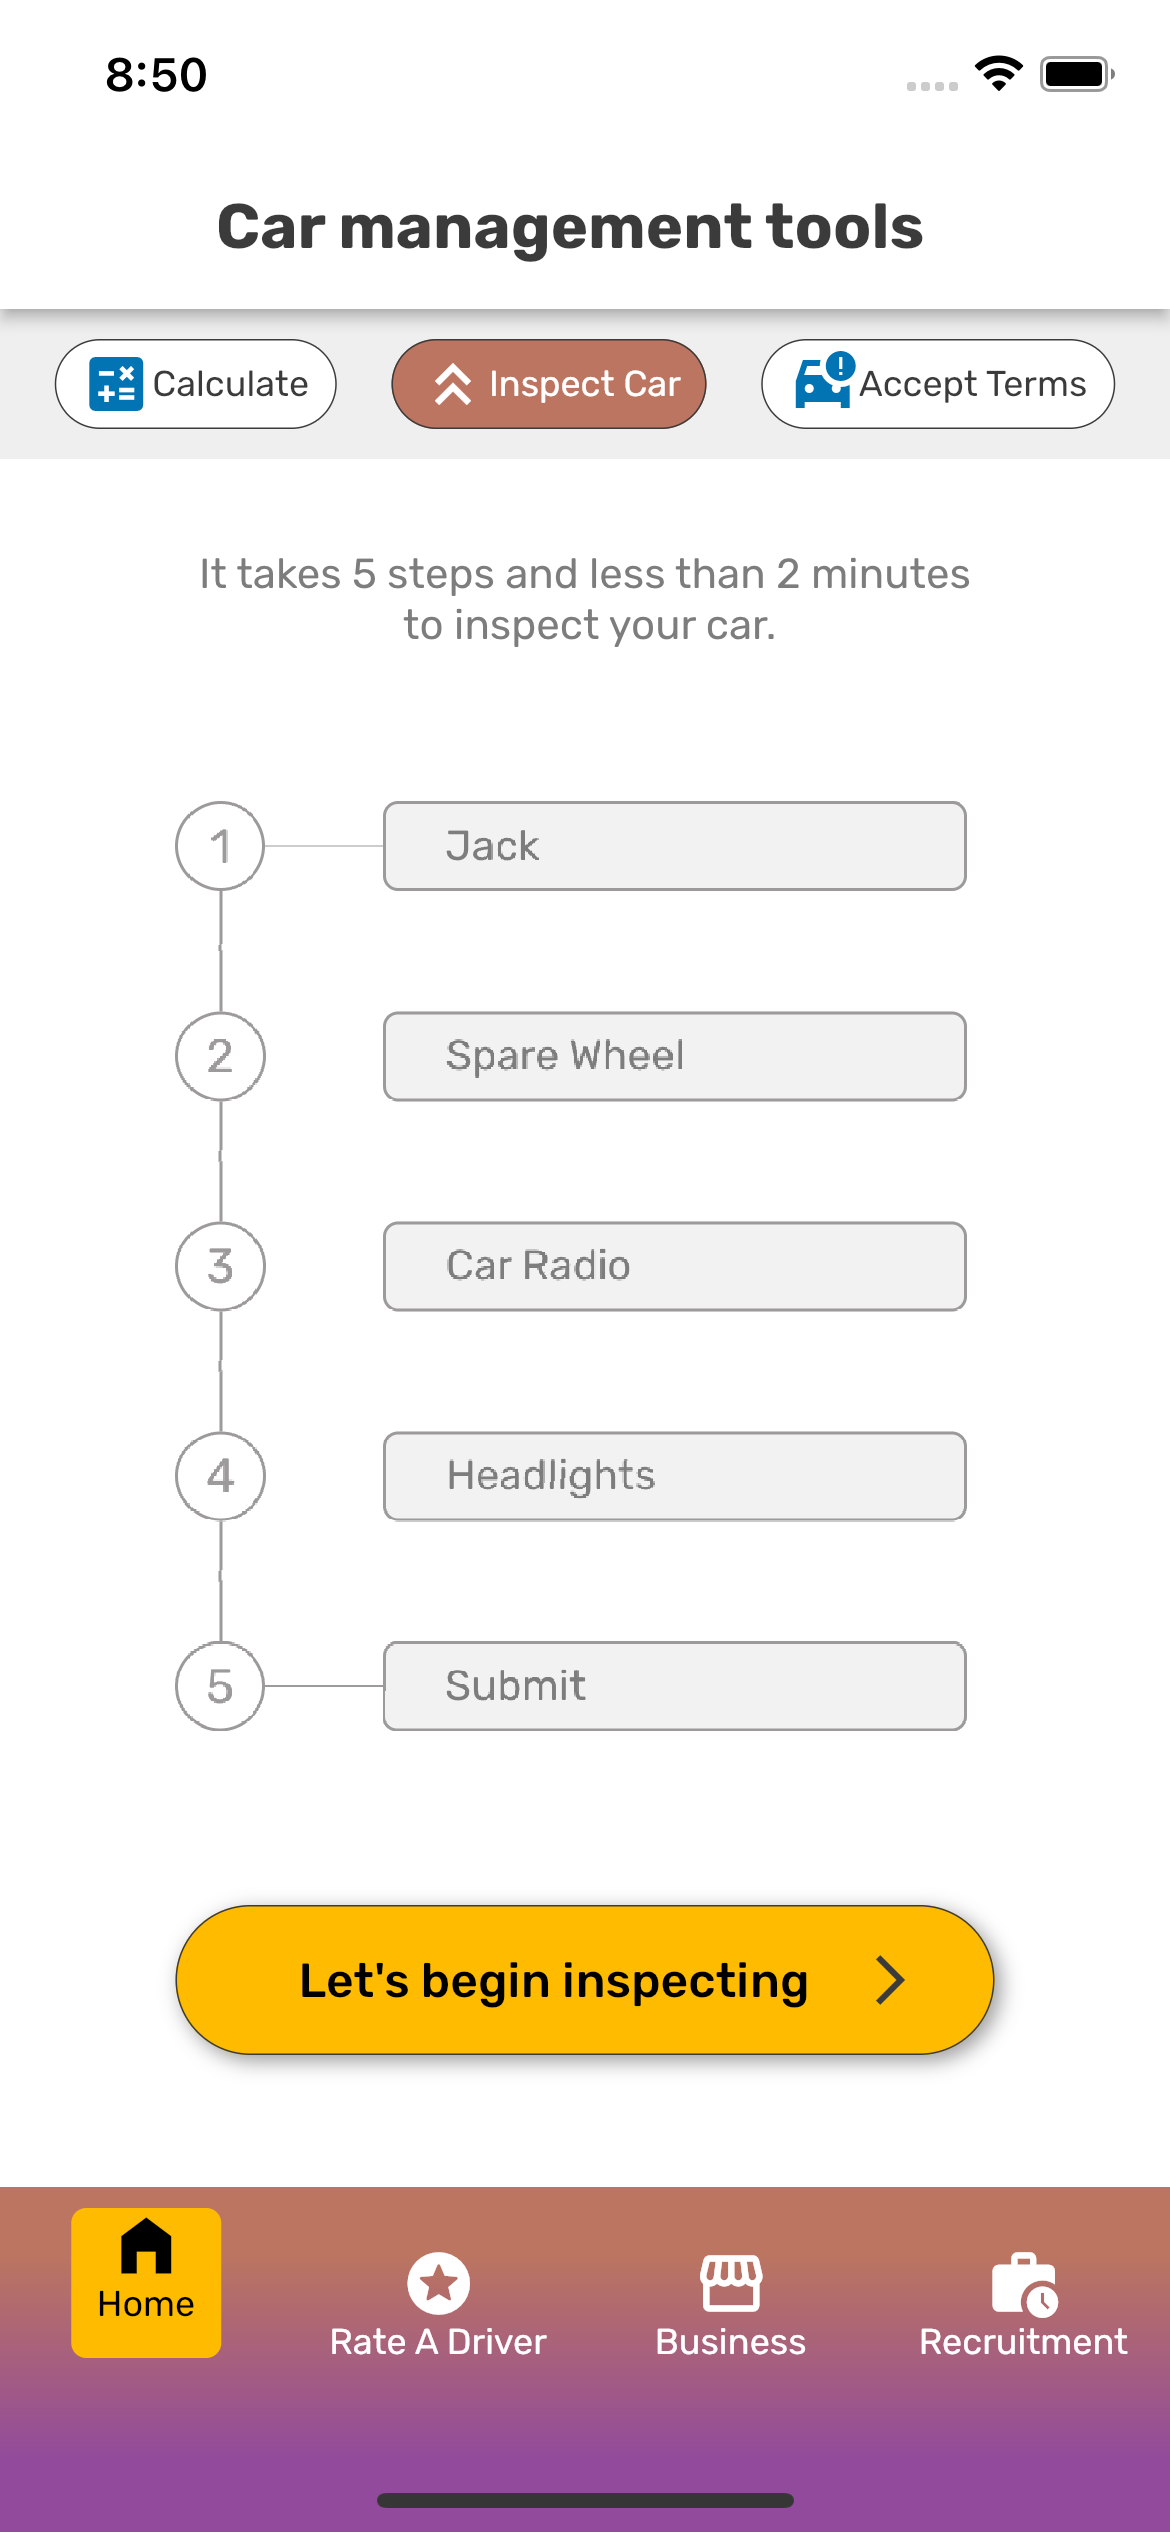 8:50
Car management tools
Calculate
Inspect Car
Accept Terms
It takes 5 steps and less than 2 minutes
to inspect your car.
1 Jack
2 Spare Wheel
3 Car Radio
4 Headlights
5 Submit
Let's begin inspecting
Home
Rate A Driver
Business
Recruitment